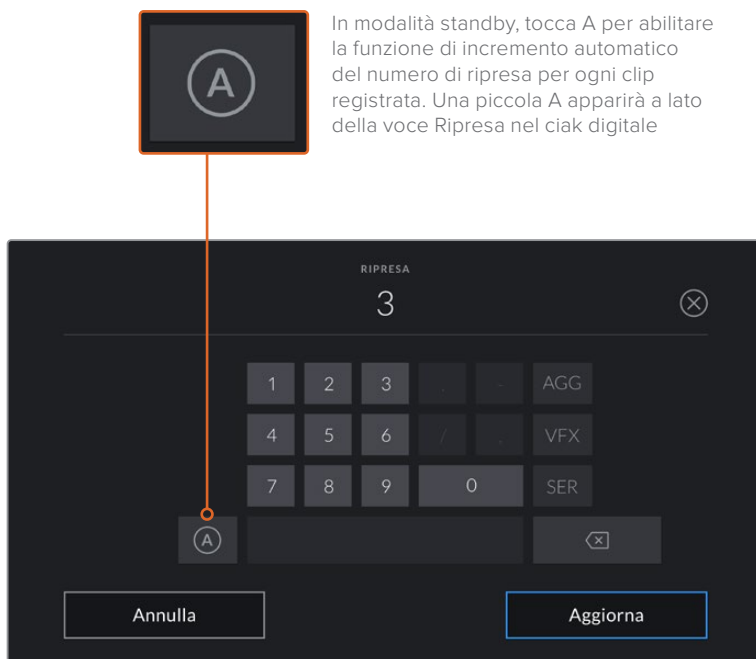 A
In modalità standby, tocca A per abilitare
la funzione di incremento automatico
del numero di ripresa per ogni clip
registrata. Una piccola A apparirà a lato
della voce Ripresa nel ciak digitale
RIPRESA
3
1 2 3 . - AGG
4 5 6 / , VFX
7 8 9 0 SER
A
Annulla Aggiorna